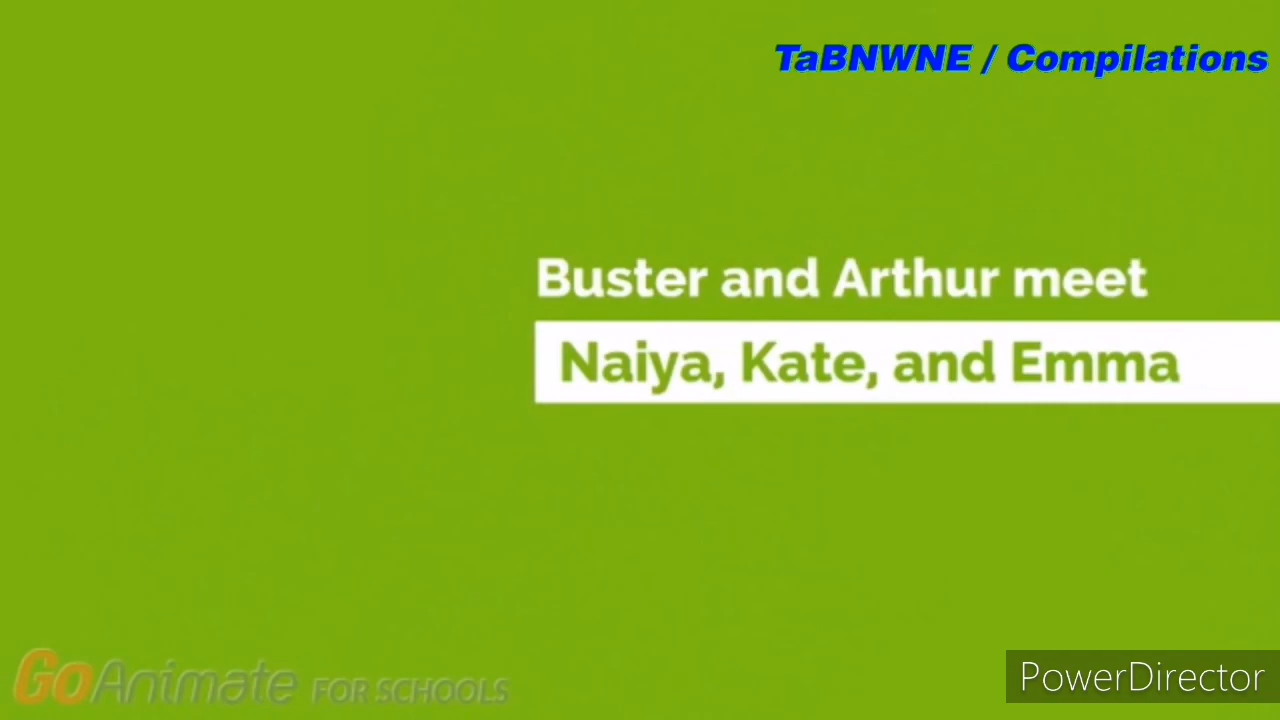 TaBNWNE / Compilations
Buster and Arthur meet
Naiya, Kate, and Emma
GoAnimate FOR SCHOOLS
PowerDirector